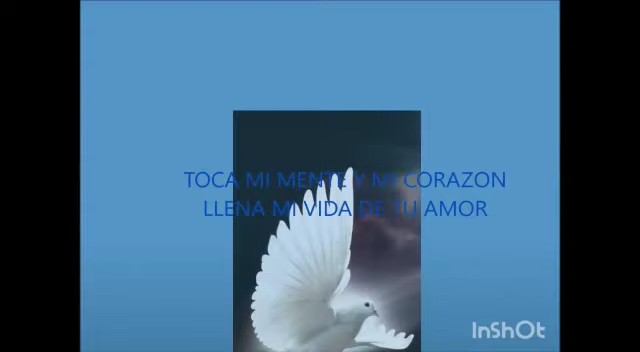 TOCA MI MENTE Y MI CORAZON
LLENA MI VIDA DE TU AMOR
InShOt